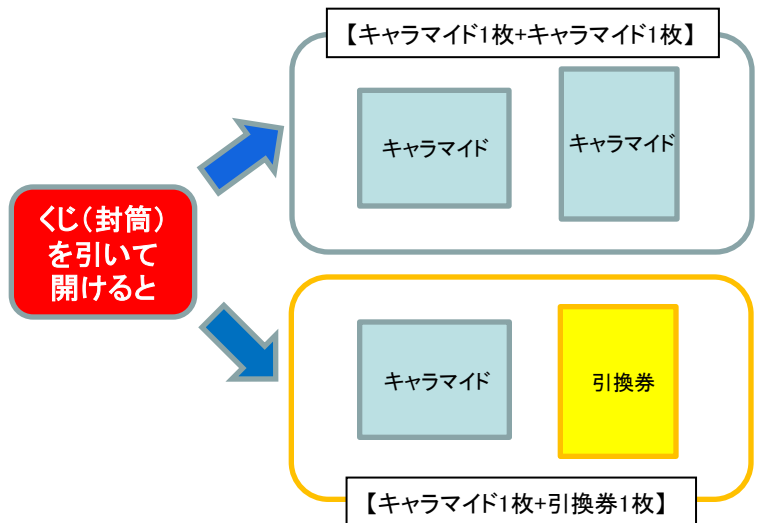 【キャラマイド1枚+キャラマイド1枚】
キャラマイド
キャラマイド
くじ(封筒)
を引いて
開けると
キャラマイド
引換券
【キャラマイド1枚+引換券1枚】